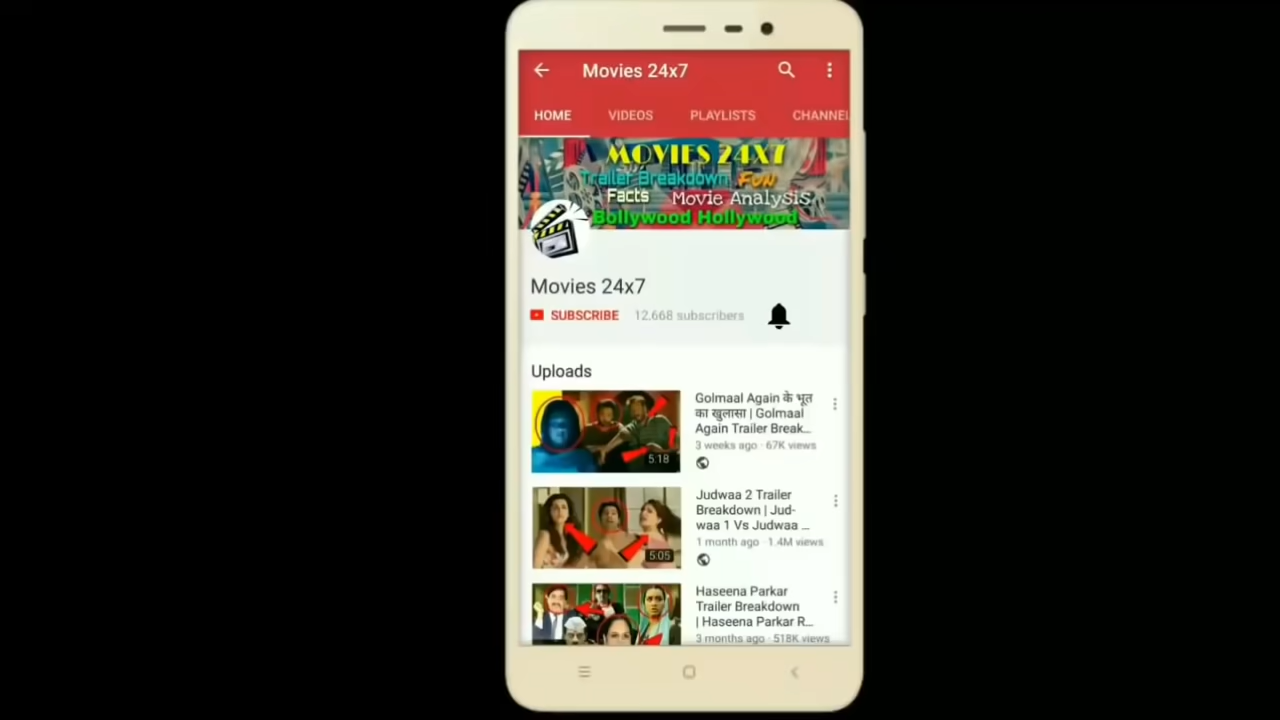 Movies 24x7
HOME VIDEOS PLAYLISTS CHANNEL
MOVIES 24X7
Trailer Breakdown FUN
Facts Movie Analysis
Bollywood Hollywood
Movies 24x7
SUBSCRIBE 12.668 subscribers
Uploads
Golmaal Again के भूत
का खुलासा | Golmaal
Again Trailer Break...
3 weeks ago · 67K views
5:18
Judwaa 2 Trailer
Breakdown | Jud-
waa 1 Vs Judwaa ...
1 month ago · 1.4M views
5:05
Haseena Parkar
Trailer Breakdown
| Haseena Parkar R...
3 months ago · 518K views